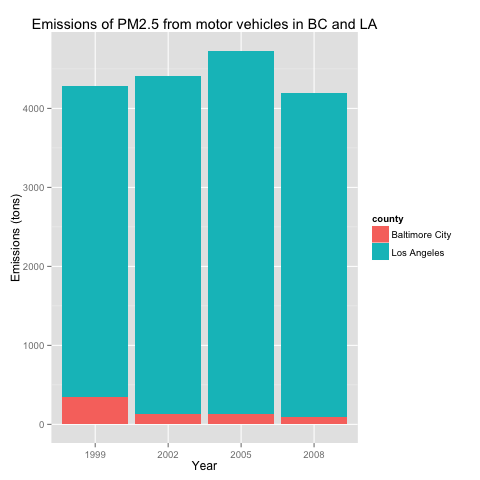 Emissions of PM2.5 from motor vehicles in BC and LA
Emissions (tons)
4000
3000
2000
1000
0
1999 2002 2005 2008
Year
county
Baltimore City
Los Angeles